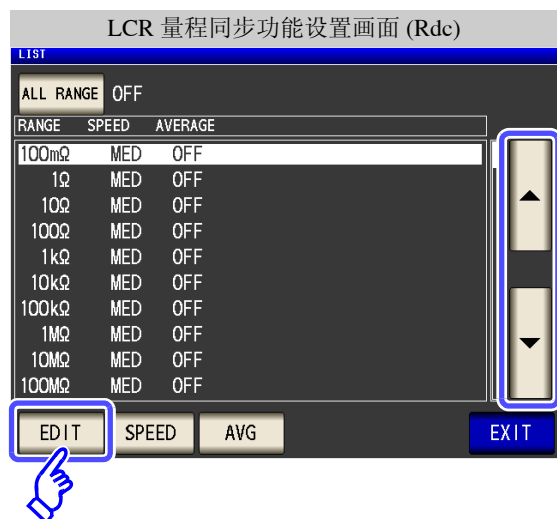 LCR 量程同步功能设置画面 (Rdc)
LIST
ALL RANGE OFF
RANGE SPEED AVERAGE
100mΩ MED OFF
1Ω MED OFF
10Ω MED OFF
100Ω MED OFF
1kΩ MED OFF
10kΩ MED OFF
100kΩ MED OFF
1MΩ MED OFF
10MΩ MED OFF
100MΩ MED OFF
EDIT SPEED AVG EXIT